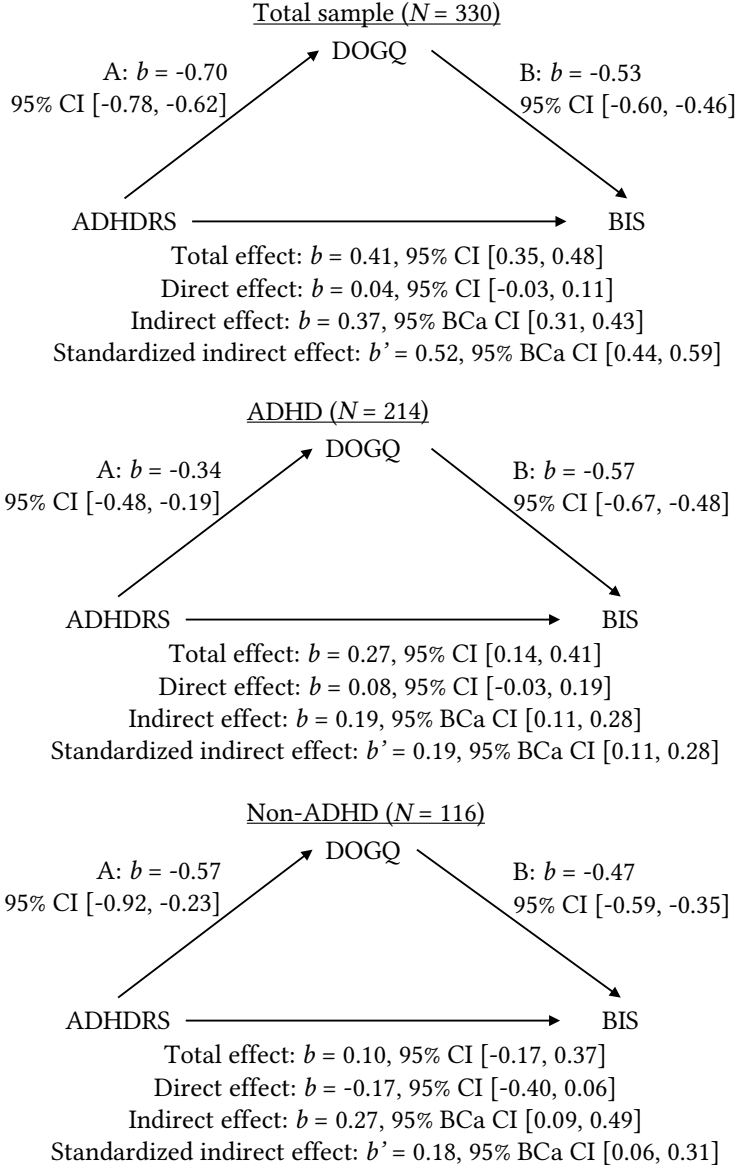 Total sample (N = 330)
DOGQ
A: b = -0.70
95% CI [-0.78, -0.62]
B: b = -0.53
95% CI [-0.60, -0.46]
ADHDRS
BIS
Total effect: b = 0.41, 95% CI [0.35, 0.48]
Direct effect: b = 0.04, 95% CI [-0.03, 0.11]
Indirect effect: b = 0.37, 95% BCa CI [0.31, 0.43]
Standardized indirect effect: b’ = 0.52, 95% BCa CI [0.44, 0.59]
ADHD (N = 214)
DOGQ
A: b = -0.34
95% CI [-0.48, -0.19]
B: b = -0.57
95% CI [-0.67, -0.48]
ADHDRS
BIS
Total effect: b = 0.27, 95% CI [0.14, 0.41]
Direct effect: b = 0.08, 95% CI [-0.03, 0.19]
Indirect effect: b = 0.19, 95% BCa CI [0.11, 0.28]
Standardized indirect effect: b’ = 0.19, 95% BCa CI [0.11, 0.28]
Non-ADHD (N = 116)
DOGQ
A: b = -0.57
95% CI [-0.92, -0.23]
B: b = -0.47
95% CI [-0.59, -0.35]
ADHDRS
BIS
Total effect: b = 0.10, 95% CI [-0.17, 0.37]
Direct effect: b = -0.17, 95% CI [-0.40, 0.06]
Indirect effect: b = 0.27, 95% BCa CI [0.09, 0.49]
Standardized indirect effect: b’ = 0.18, 95% BCa CI [0.06, 0.31]